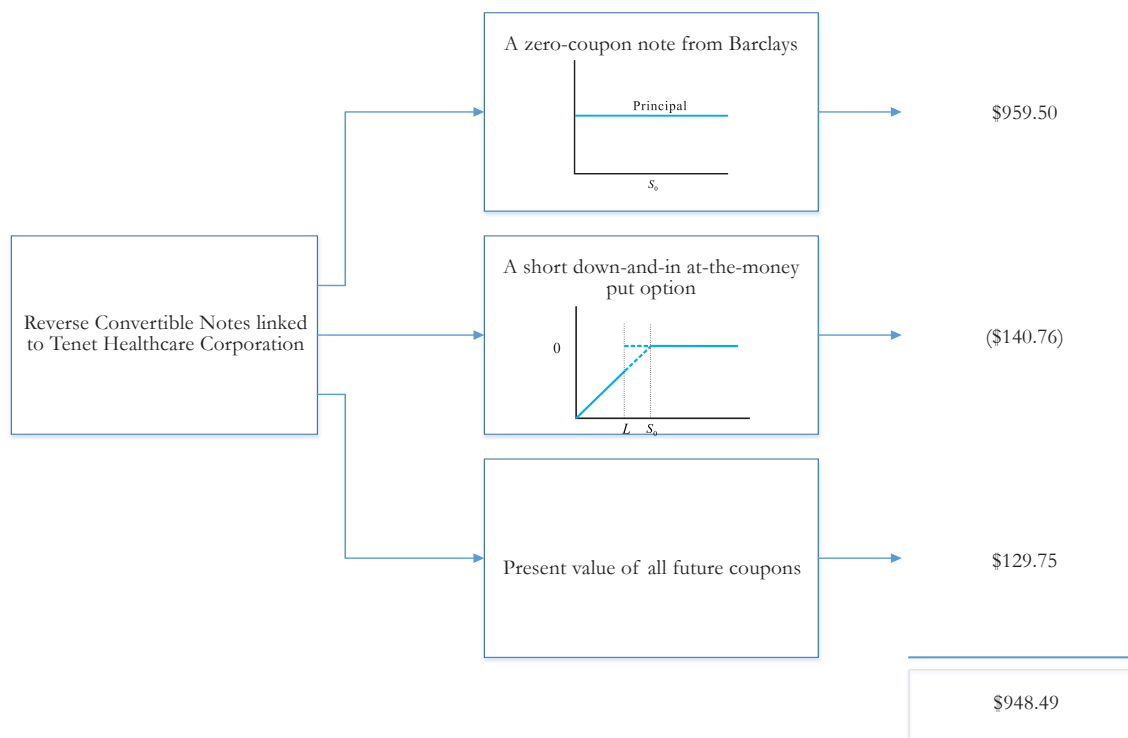 A zero-coupon note from Barclays
Principal
S₀
$959.50
Reverse Convertible Notes linked
to Tenet Healthcare Corporation
A short down-and-in at-the-money
put option
0
L S₀
($140.76)
Present value of all future coupons
$129.75
$948.49